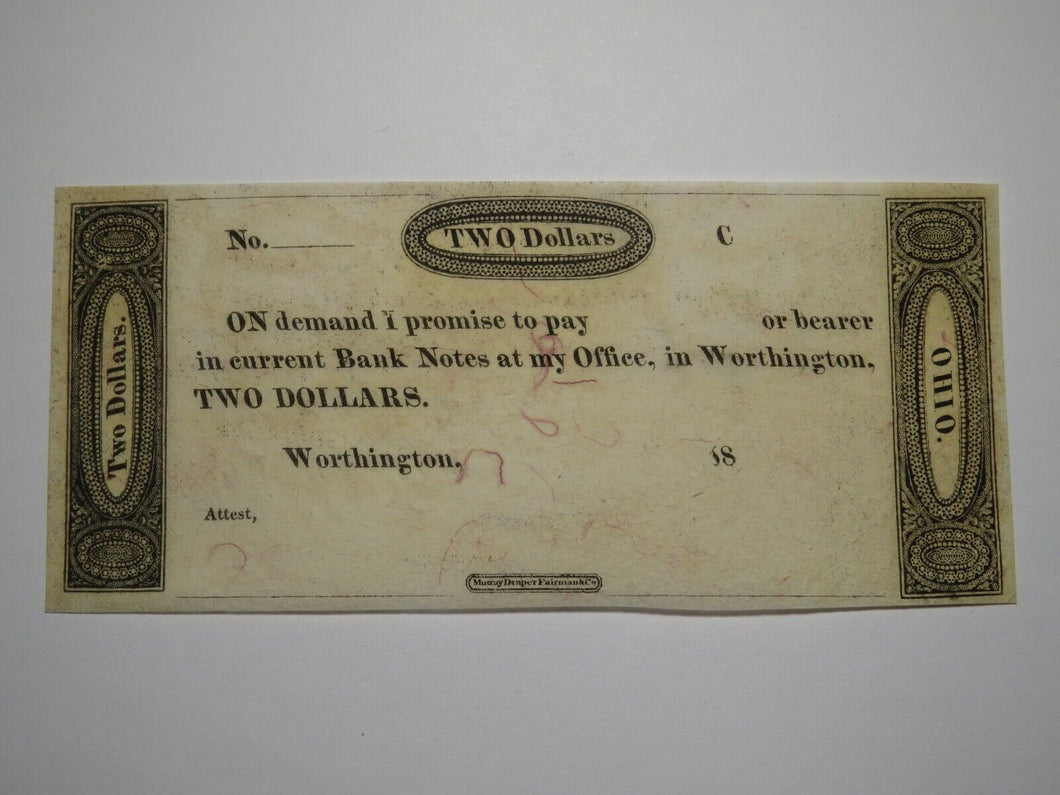 No. TWO Dollars C
ON demand I promise to pay or bearer
in current Bank Notes at my Office, in Worthington,
TWO DOLLARS.
Worthington, 18
Attest,
Murray Draper Fairman & Co
Two Dollars.
OHIO.